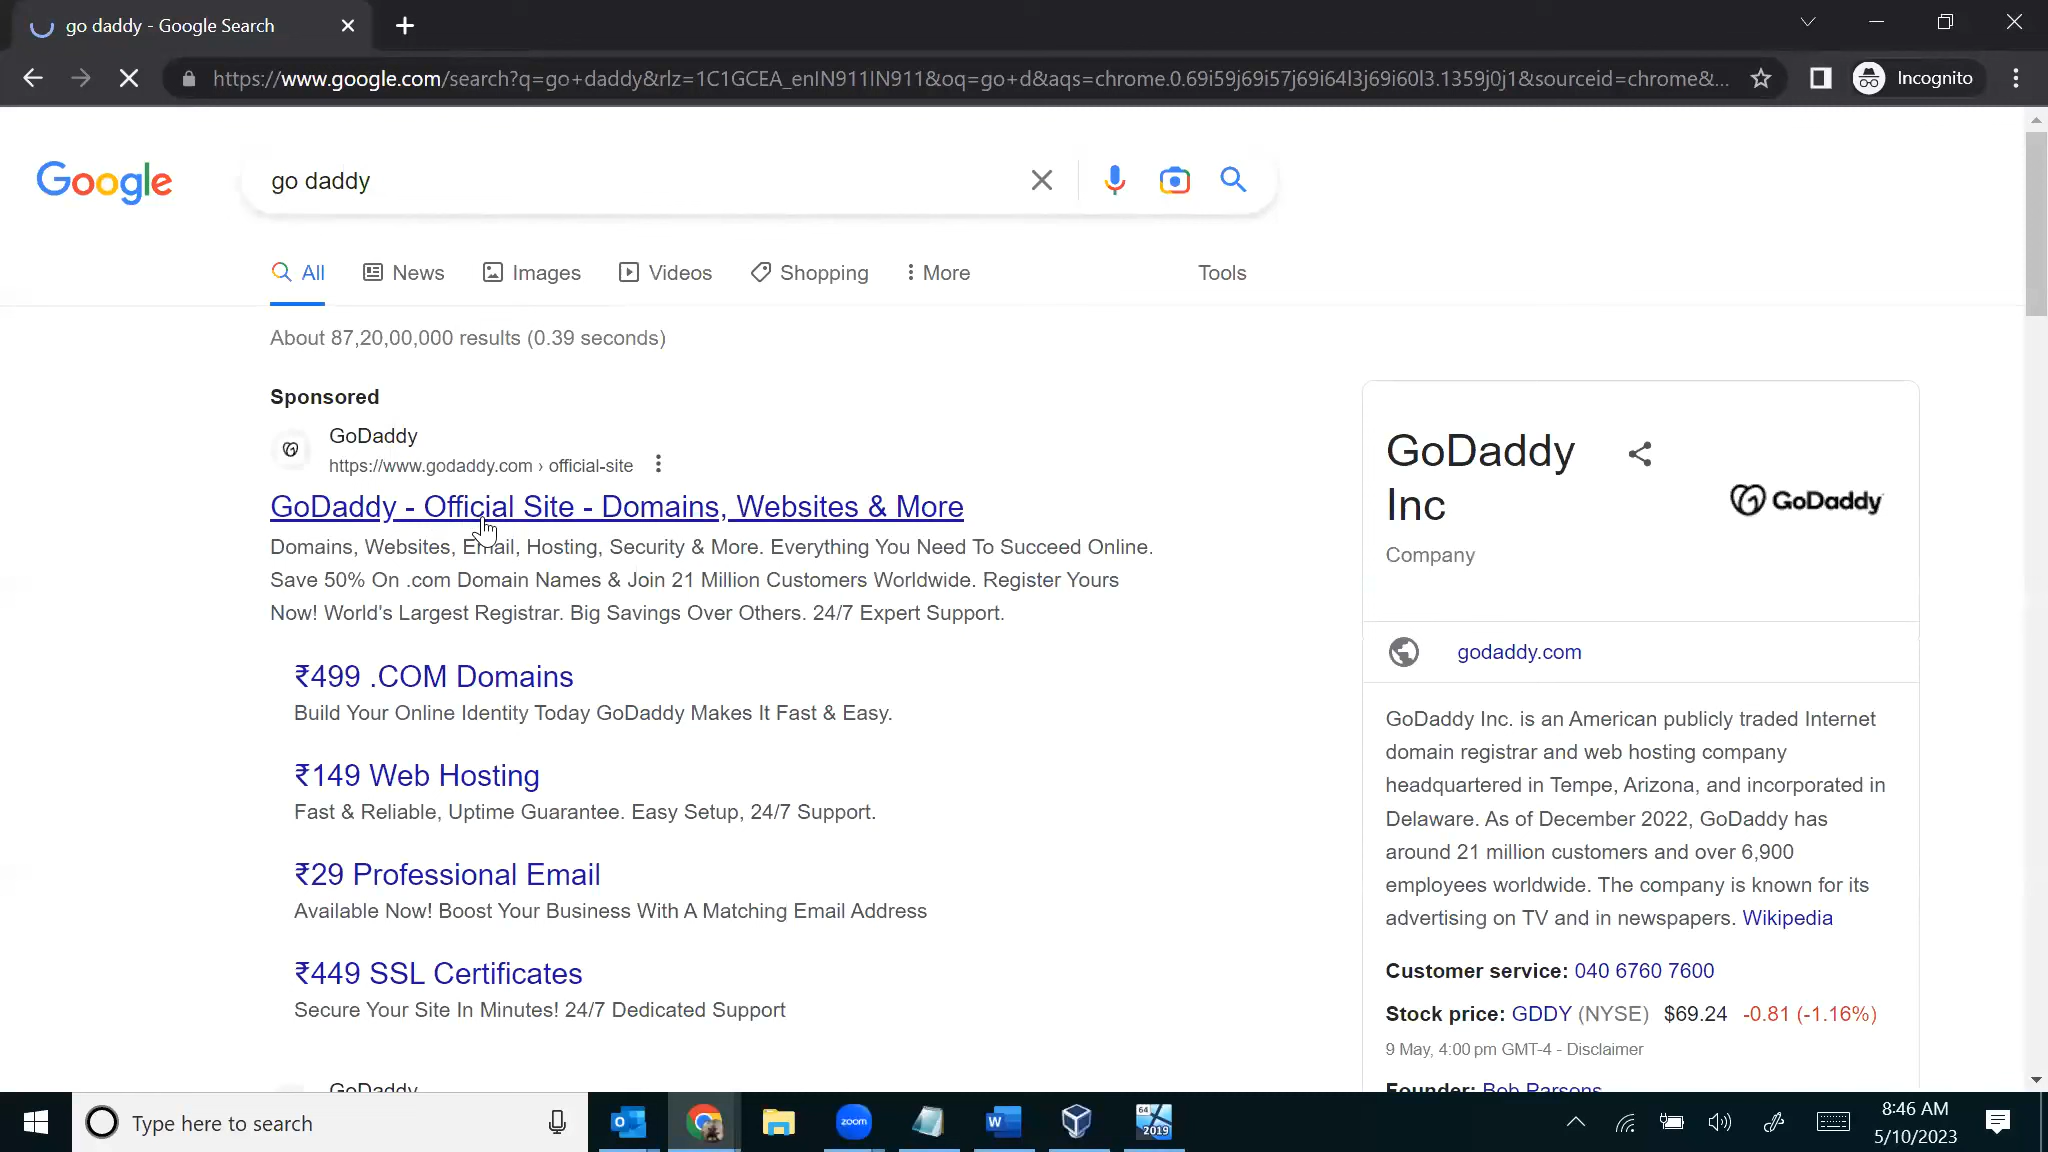 go daddy - Google Search
https://www.google.com/search?q=go+daddy&rlz=1C1GCEA_enIN911IN911&oq=go+d&aqs=chrome.0.69i59j69i57j69i64l3j69i60l3.1359j0j1&sourceid=chrome&...
Incognito
Google
go daddy
All
News
Images
Videos
Shopping
More
Tools
About 87,20,00,000 results (0.39 seconds)
Sponsored
GoDaddy
https://www.godaddy.com › official-site
GoDaddy - Official Site - Domains, Websites & More
Domains, Websites, Email, Hosting, Security & More. Everything You Need To Succeed Online.
Save 50% On .com Domain Names & Join 21 Million Customers Worldwide. Register Yours
Now! World's Largest Registrar. Big Savings Over Others. 24/7 Expert Support.
₹499 .COM Domains
Build Your Online Identity Today GoDaddy Makes It Fast & Easy.
₹149 Web Hosting
Fast & Reliable, Uptime Guarantee. Easy Setup, 24/7 Support.
₹29 Professional Email
Available Now! Boost Your Business With A Matching Email Address
₹449 SSL Certificates
Secure Your Site In Minutes! 24/7 Dedicated Support
GoDaddy
GoDaddy
Inc
Company
GoDaddy
godaddy.com
GoDaddy Inc. is an American publicly traded Internet
domain registrar and web hosting company
headquartered in Tempe, Arizona, and incorporated in
Delaware. As of December 2022, GoDaddy has
around 21 million customers and over 6,900
employees worldwide. The company is known for its
advertising on TV and in newspapers. Wikipedia
Customer service: 040 6760 7600
Stock price: GDDY (NYSE) $69.24 -0.81 (-1.16%)
9 May, 4:00 pm GMT-4 - Disclaimer
Founder: Bob Parsons
Type here to search
zoom
64
2019
8:46 AM
5/10/2023